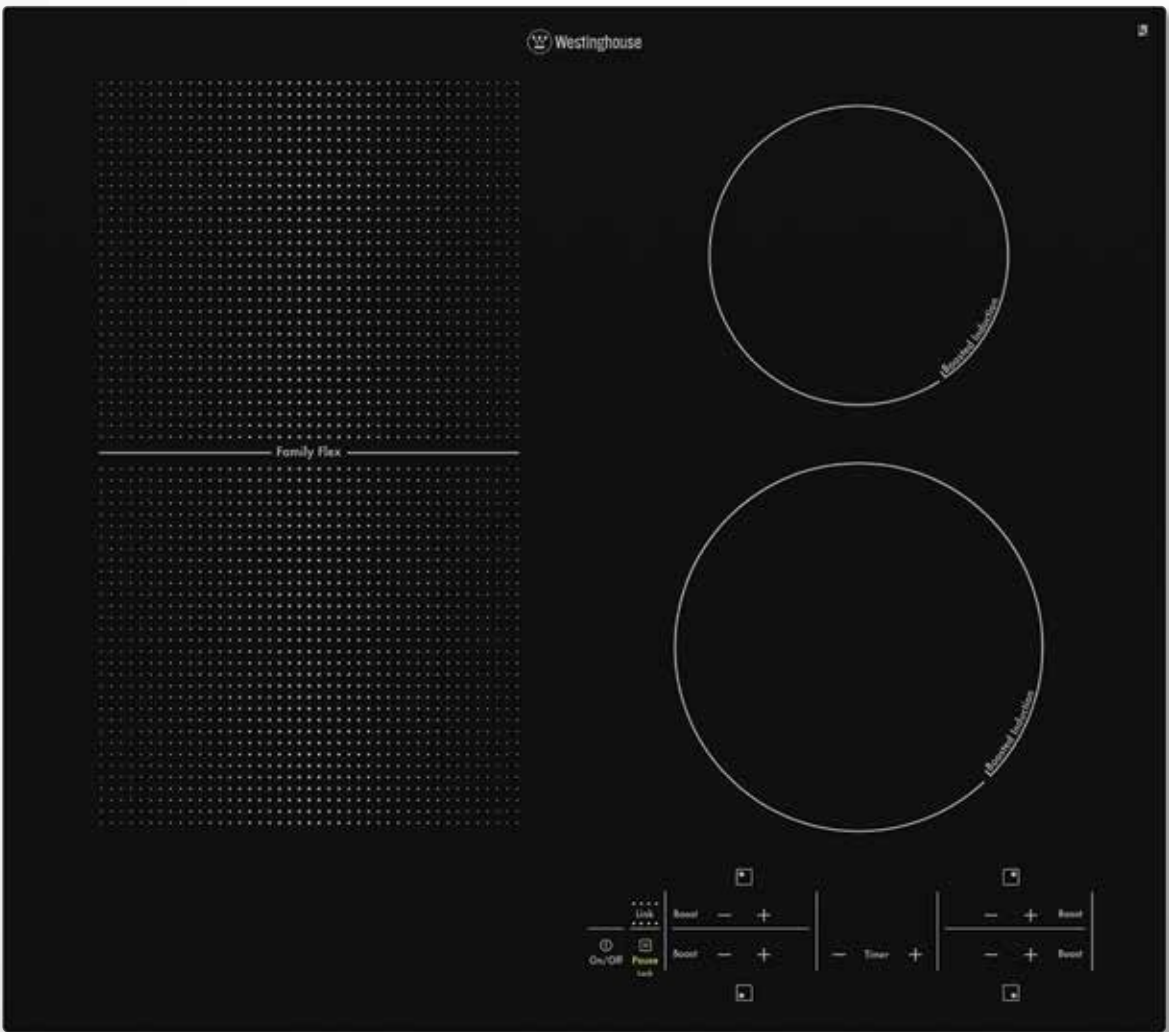 Westinghouse
Boosted Induction
Family Flex
Boosted Induction
Link
Boost − +
− + Boost
On/Off
Pause
Lock
Boost − +
− Timer +
− + Boost